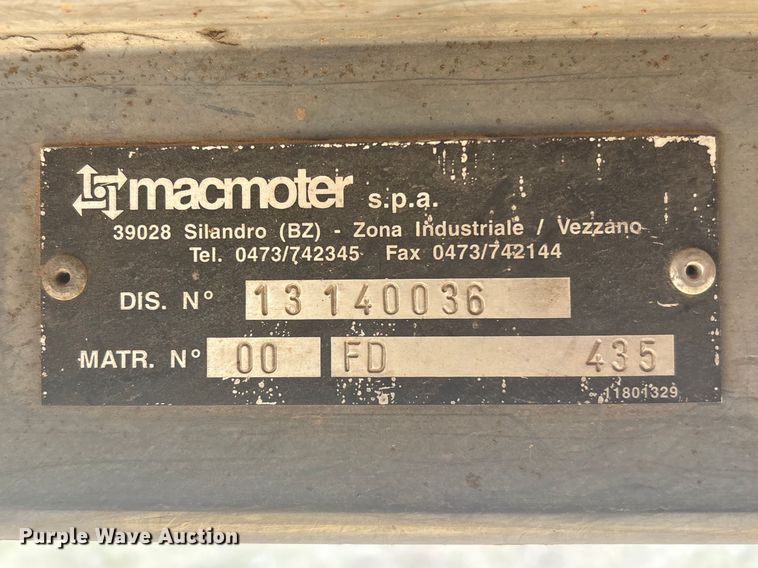 macmoter s.p.a.
39028 Silandro (BZ) - Zona Industriale / Vezzano
Tel. 0473/742345 Fax 0473/742144
DIS. N° 13140036
MATR. N° 00 FD 435
11801329
Purple Wave Auction